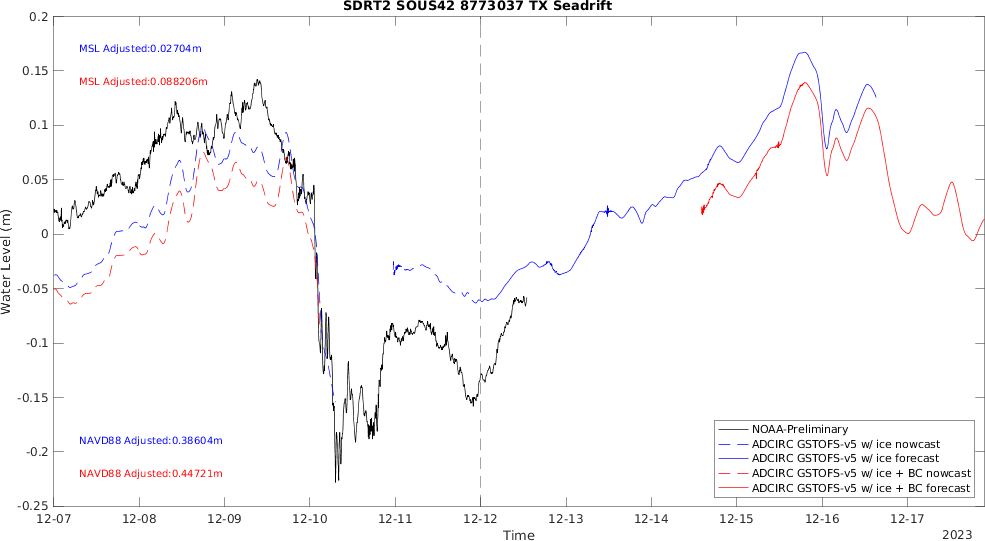 SDRT2 SOUS42 8773037 TX Seadrift
0.2
0.15
0.1
0.05
0
-0.05
-0.1
-0.15
-0.2
-0.25
Water Level (m)
MSL Adjusted:0.02704m
MSL Adjusted:0.088206m
NAVD88 Adjusted:0.38604m
NAVD88 Adjusted:0.44721m
NOAA-Preliminary
ADCIRC GSTOFS-v5 w/ ice nowcast
ADCIRC GSTOFS-v5 w/ ice forecast
ADCIRC GSTOFS-v5 w/ ice + BC nowcast
ADCIRC GSTOFS-v5 w/ ice + BC forecast
12-07 12-08 12-09 12-10 12-11 12-12 12-13 12-14 12-15 12-16 12-17
Time
2023